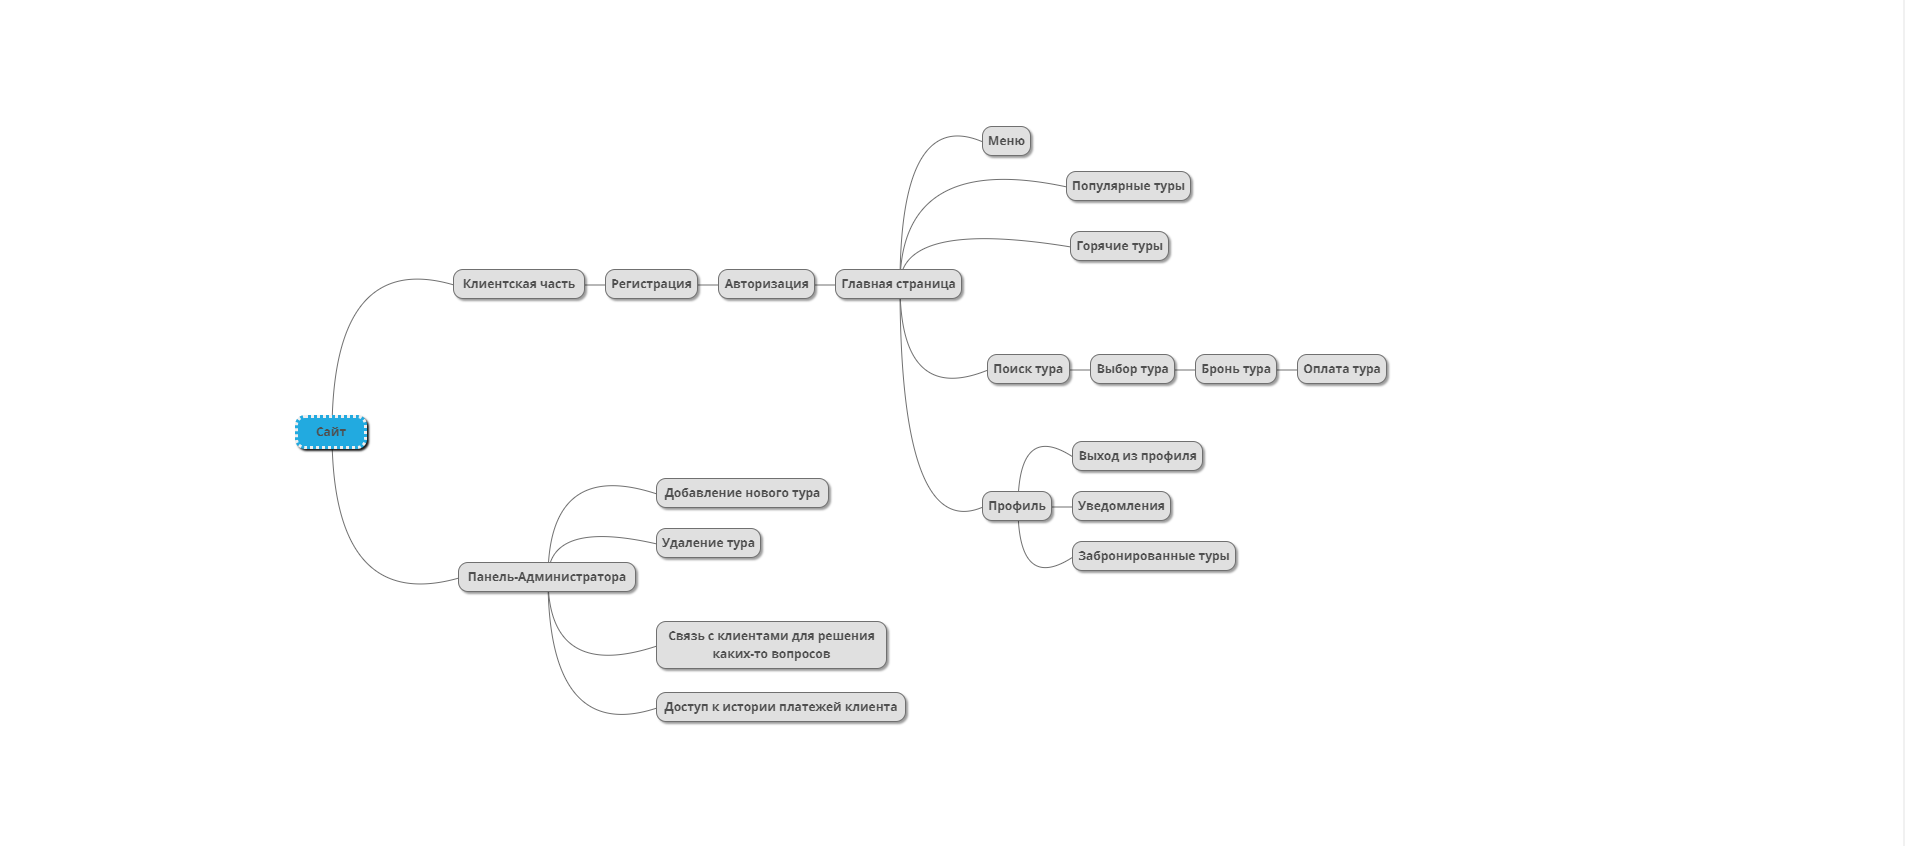 Меню
Популярные туры
Горячие туры
Клиентская часть
Регистрация
Авторизация
Главная страница
Поиск тура
Выбор тура
Бронь тура
Оплата тура
Сайт
Выход из профиля
Профиль
Уведомления
Забронированные туры
Добавление нового тура
Удаление тура
Панель-Администратора
Связь с клиентами для решения
каких-то вопросов
Доступ к истории платежей клиента